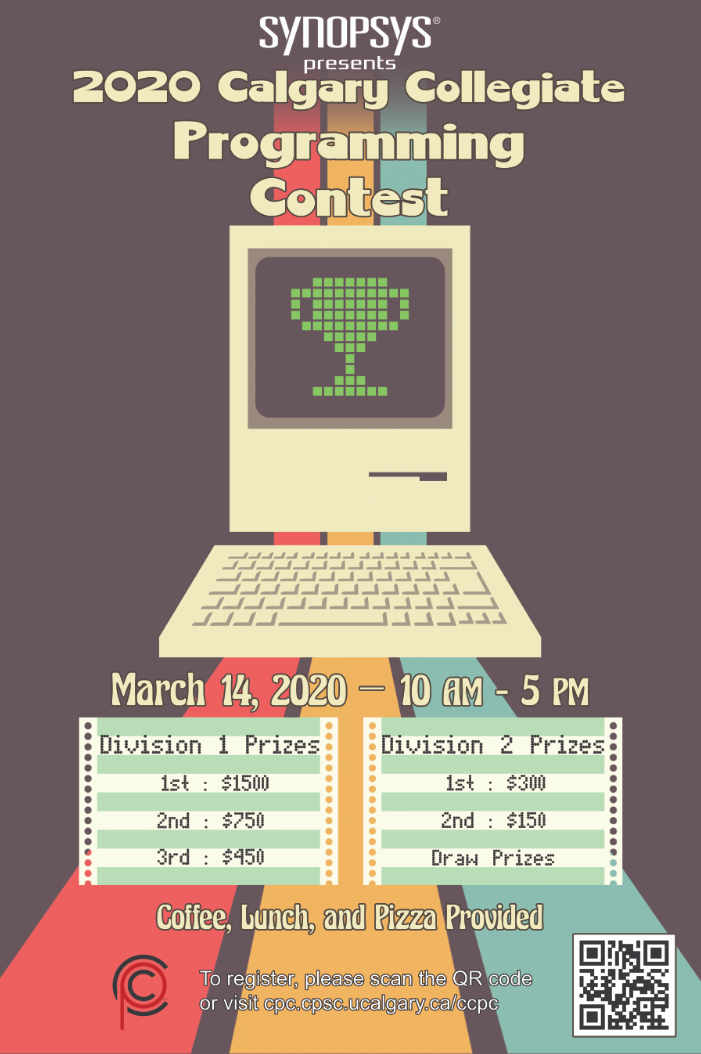 SYNOPSYS®
presents
2020 Calgary Collegiate
Programming
Contest
March 14, 2020 — 10 AM - 5 PM
Division 1 Prizes
1st : $1500
2nd : $750
3rd : $450
Division 2 Prizes
1st : $300
2nd : $150
Draw Prizes
Coffee, Lunch, and Pizza Provided
To register, please scan the QR code
or visit cpc.cpsc.ucalgary.ca/ccpc